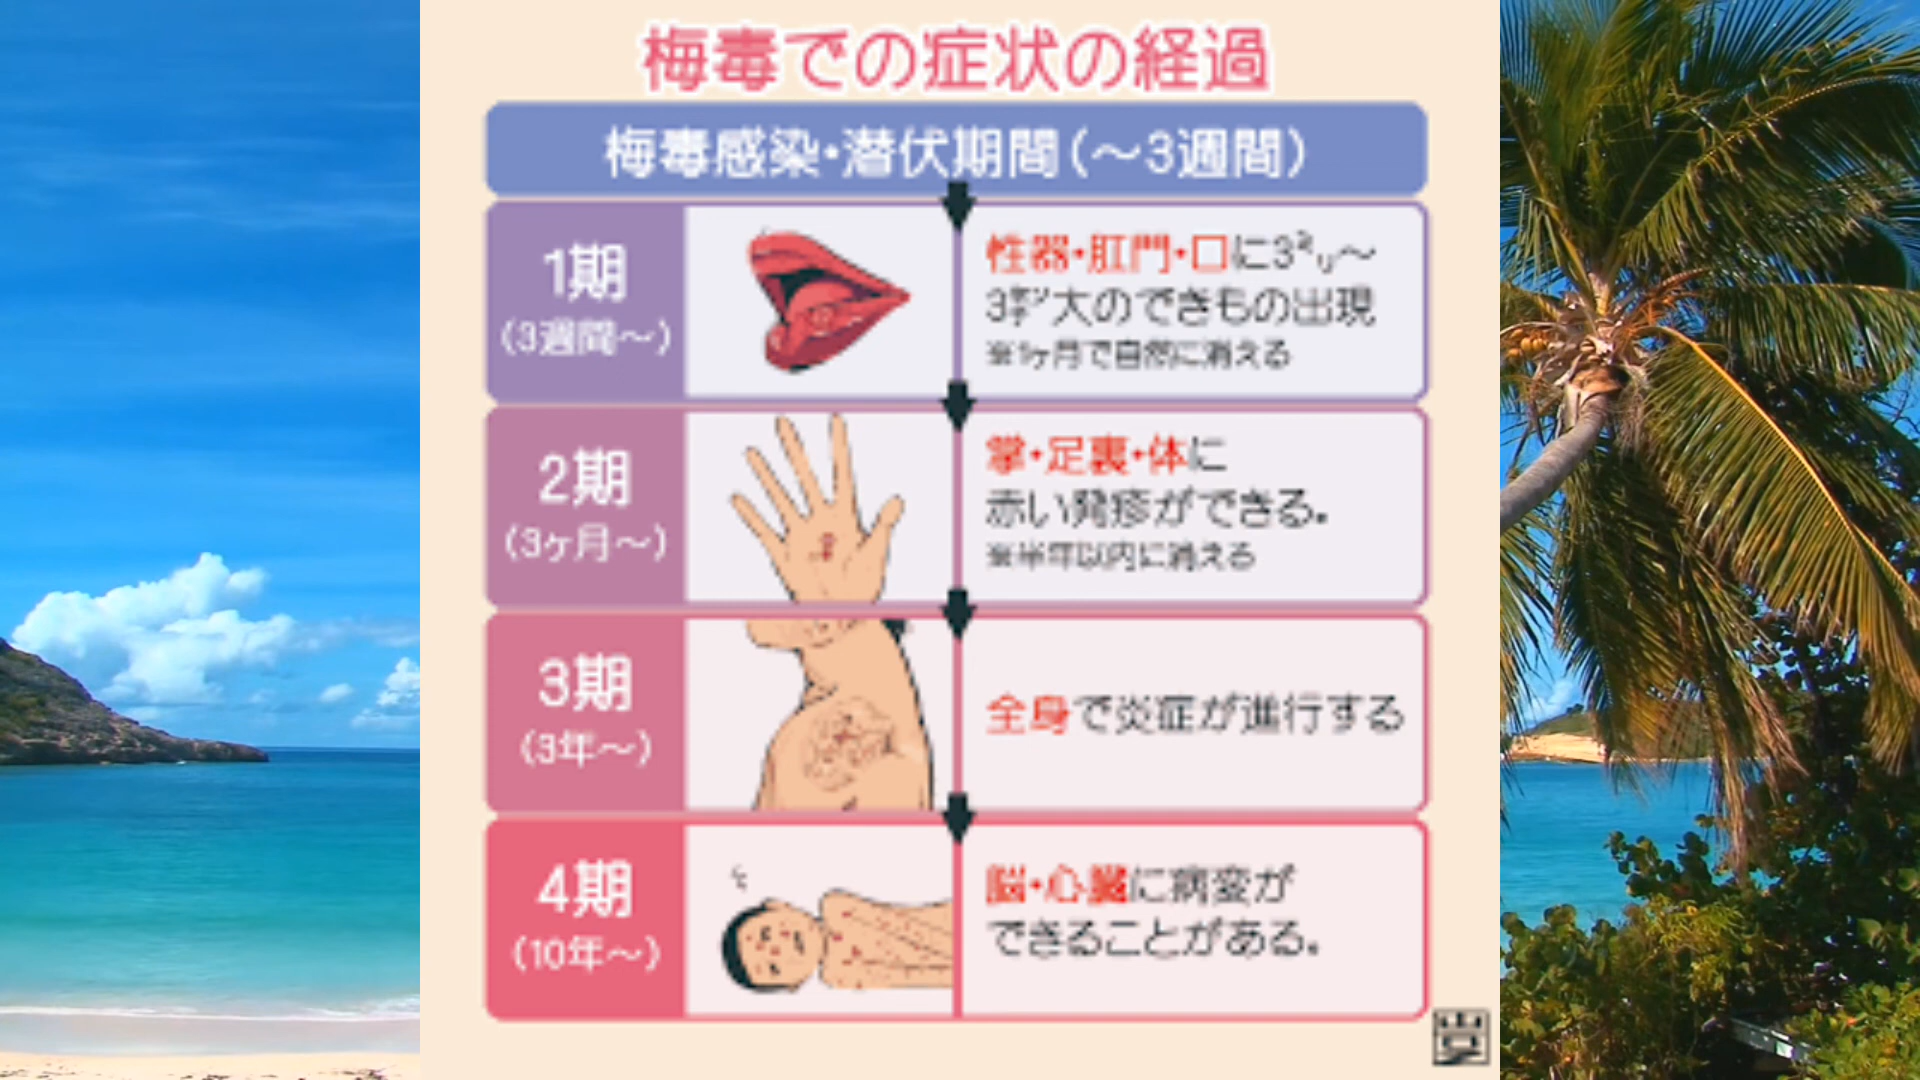 梅毒での症状の経過
梅毒感染・潜伏期間(～3週間)
1期
(3週間～)
性器・肛門・口に3ミリ～
3センチ大のできもの出現
※1ヶ月で自然に消える
2期
(3ヶ月～)
掌・足裏・体に
赤い発疹ができる。
※半年以内に消える
3期
(3年～)
全身で炎症が進行する
4期
(10年～)
脳・心臓に病変が
できることがある。